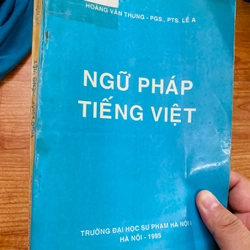 HOÀNG VĂN THUNG - PGS, PTS. LÊ A
NGỮ PHÁP
TIẾNG VIỆT
TRƯỜNG ĐẠI HỌC SƯ PHẠM HÀ NỘI I
HÀ NỘI - 1995